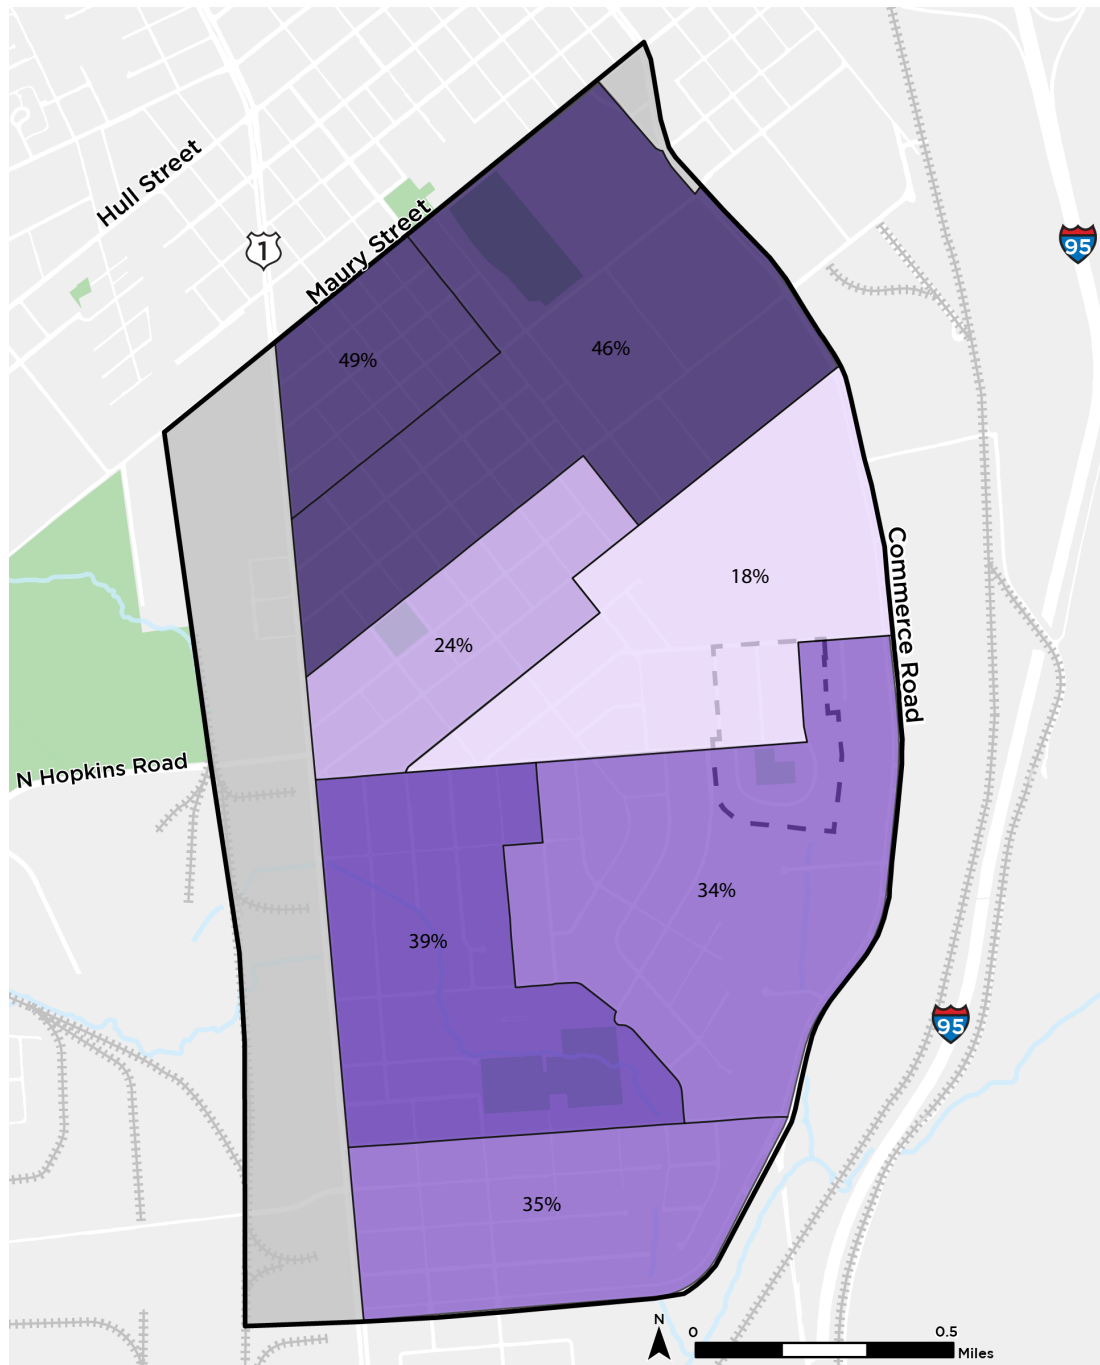 Hull Street
1
Maury Street
95
49%
46%
18%
24%
Commerce Road
N Hopkins Road
34%
39%
95
35%
N
0
0.5
Miles